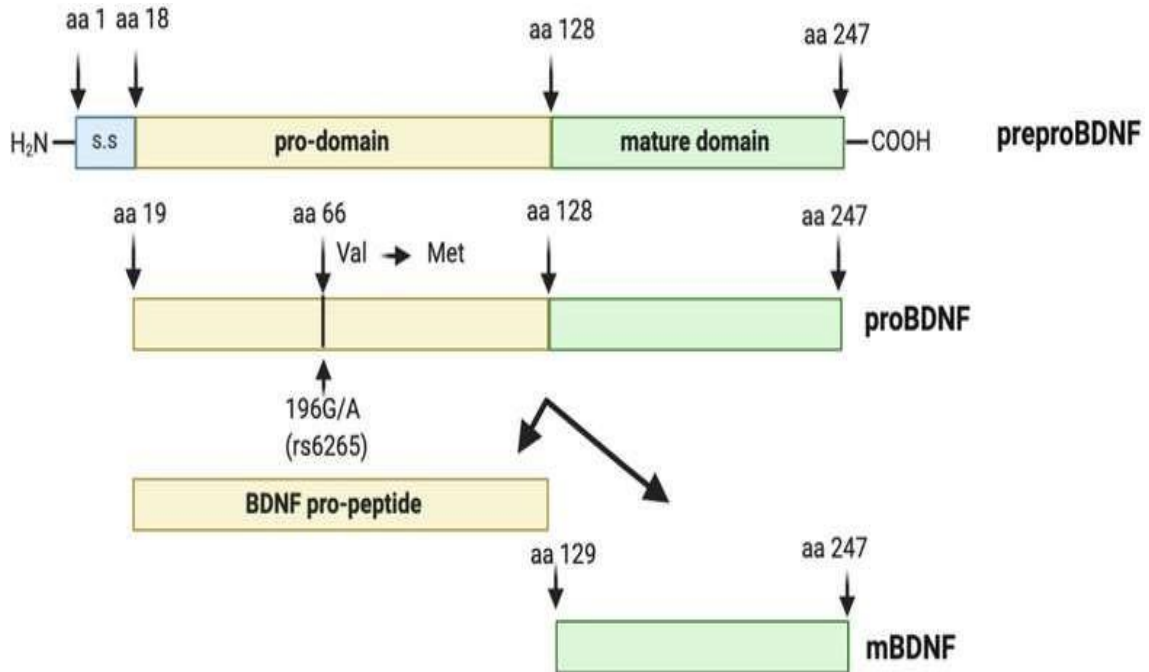 aa 1 aa 18 aa 128 aa 247
H₂N s.s pro-domain mature domain COOH preproBDNF
aa 19 aa 66 aa 128 aa 247
Val → Met
proBDNF
196G/A
(rs6265)
BDNF pro-peptide
aa 129 aa 247
mBDNF